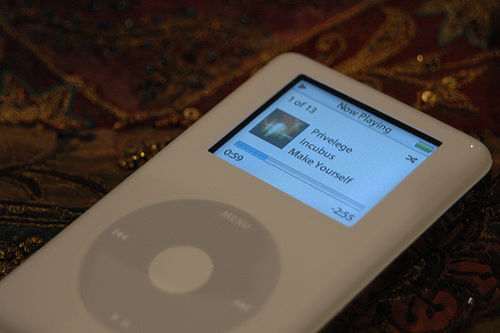 Now Playing
1 of 13
Privelege
Incubus
Make Yourself
0:59
-2:55
MENU